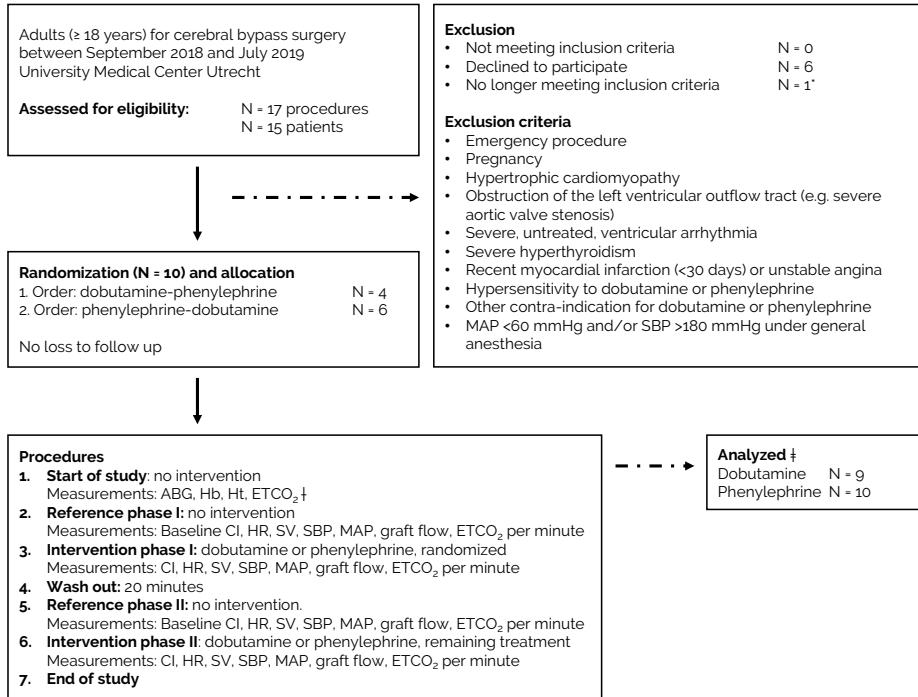 Adults (≥ 18 years) for cerebral bypass surgery
between September 2018 and July 2019
University Medical Center Utrecht
Assessed for eligibility: N = 17 procedures
N = 15 patients
Exclusion
• Not meeting inclusion criteria N = 0
• Declined to participate N = 6
• No longer meeting inclusion criteria N = 1*
Exclusion criteria
• Emergency procedure
• Pregnancy
• Hypertrophic cardiomyopathy
• Obstruction of the left ventricular outflow tract (e.g. severe
aortic valve stenosis)
• Severe, untreated, ventricular arrhythmia
• Severe hyperthyroidism
• Recent myocardial infarction (<30 days) or unstable angina
• Hypersensitivity to dobutamine or phenylephrine
• Other contra-indication for dobutamine or phenylephrine
• MAP <60 mmHg and/or SBP >180 mmHg under general
anesthesia
Randomization (N = 10) and allocation
1. Order: dobutamine-phenylephrine N = 4
2. Order: phenylephrine-dobutamine N = 6
No loss to follow up
Procedures
1. Start of study: no intervention
Measurements: ABG, Hb, Ht, ETCO₂ ƚ
2. Reference phase I: no intervention
Measurements: Baseline CI, HR, SV, SBP, MAP, graft flow, ETCO₂ per minute
3. Intervention phase I: dobutamine or phenylephrine, randomized
Measurements: CI, HR, SV, SBP, MAP, graft flow, ETCO₂ per minute
4. Wash out: 20 minutes
5. Reference phase II: no intervention.
Measurements: Baseline CI, HR, SV, SBP, MAP, graft flow, ETCO₂ per minute
6. Intervention phase II: dobutamine or phenylephrine, remaining treatment
Measurements: CI, HR, SV, SBP, MAP, graft flow, ETCO₂ per minute
7. End of study
Analyzed ǂ
Dobutamine N = 9
Phenylephrine N = 10